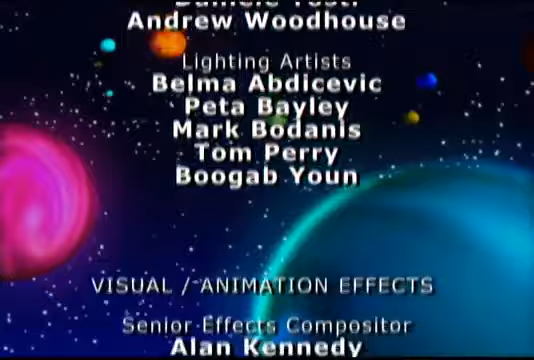 Andrew Woodhouse
Lighting Artists
Belma Abdicevic
Peta Bayley
Mark Bodanis
Tom Perry
Boogab Youn
VISUAL / ANIMATION EFFECTS
Senior Effects Compositor
Alan Kennedy